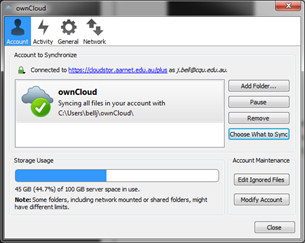 ownCloud
Account Activity General Network
Account to Synchronize
Connected to https://cloudstor.aarnet.edu.au/plus as j.bell@cqu.edu.au.
ownCloud
Syncing all files in your account with
C:\Users\bellj\ownCloud\
Add Folder...
Pause
Remove
Choose What to Sync
Storage Usage
45 GB (44.7%) of 100 GB server space in use.
Note: Some folders, including network mounted or shared folders, might
have different limits.
Account Maintenance
Edit Ignored Files
Modify Account
Close